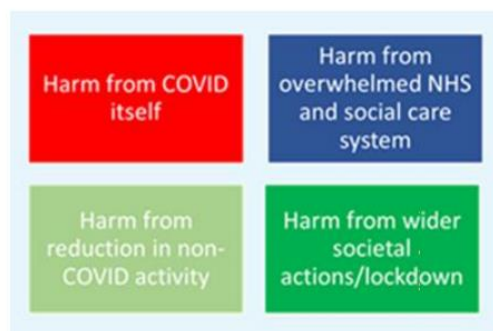 Harm from COVID
itself
Harm from
overwhelmed NHS
and social care
system
Harm from
reduction in non-
COVID activity
Harm from wider
societal
actions/lockdown